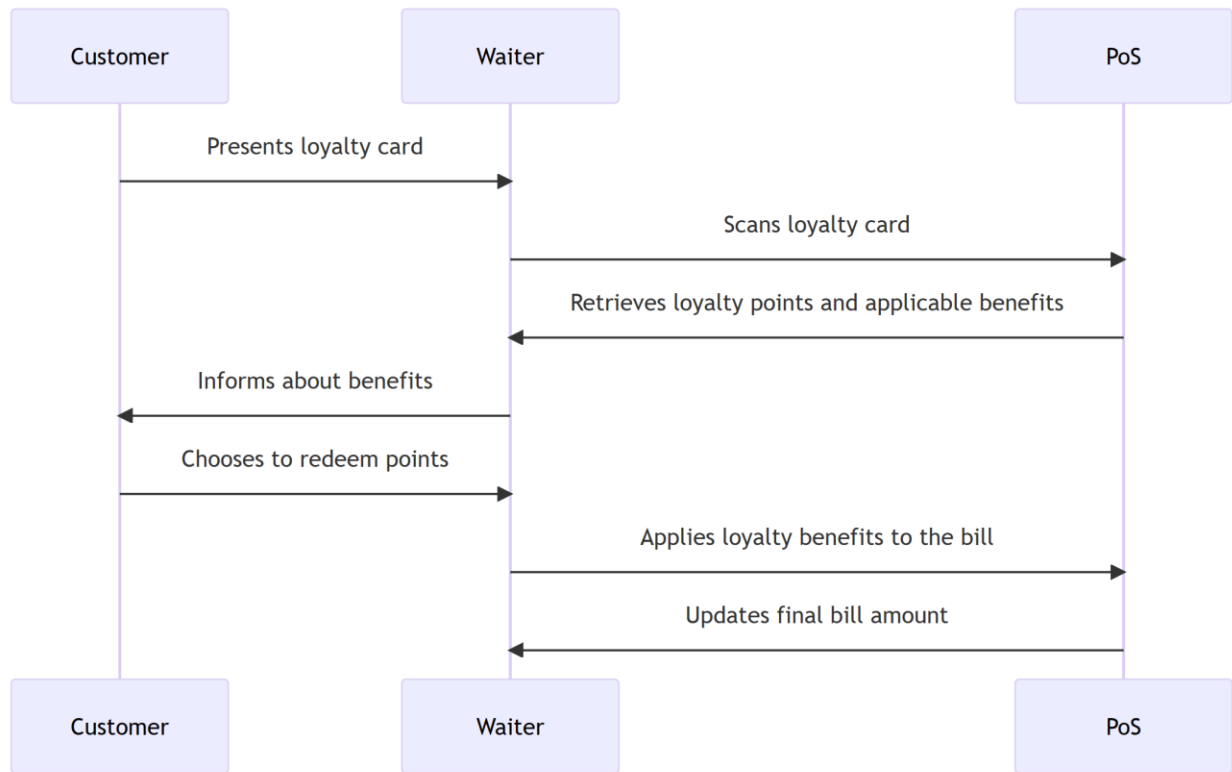 Customer
Waiter
PoS
Presents loyalty card
Scans loyalty card
Retrieves loyalty points and applicable benefits
Informs about benefits
Chooses to redeem points
Applies loyalty benefits to the bill
Updates final bill amount
Customer
Waiter
PoS